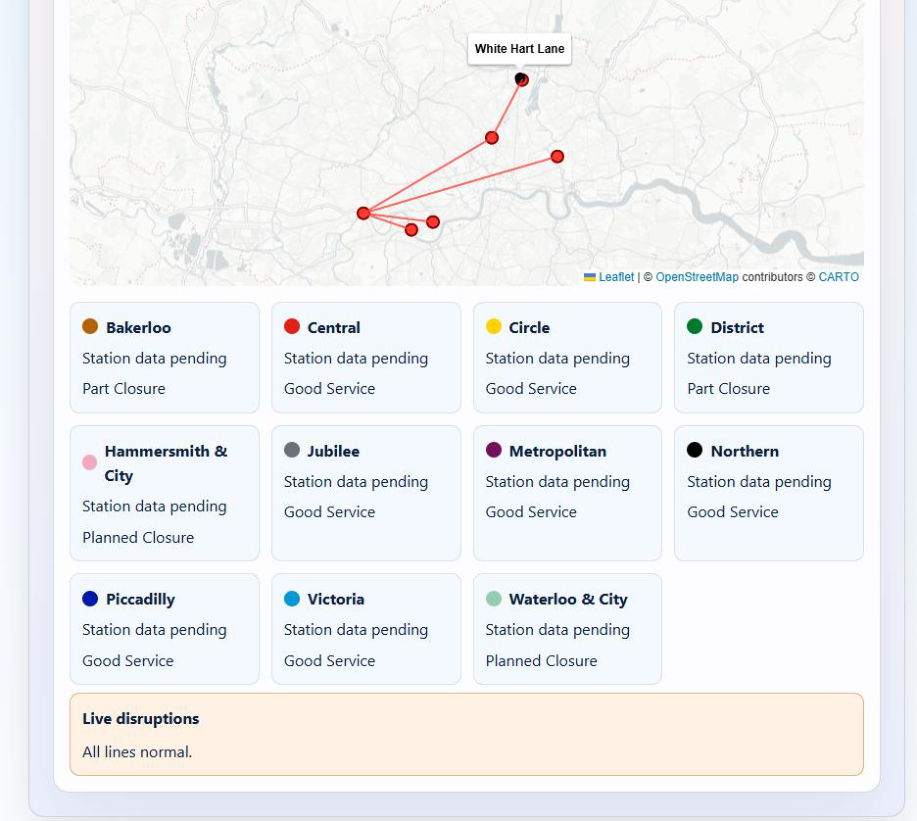 White Hart Lane
Leaflet | © OpenStreetMap contributors © CARTO
Bakerloo
Station data pending
Part Closure
Central
Station data pending
Good Service
Circle
Station data pending
Good Service
District
Station data pending
Part Closure
Hammersmith &
City
Station data pending
Planned Closure
Jubilee
Station data pending
Good Service
Metropolitan
Station data pending
Good Service
Northern
Station data pending
Good Service
Piccadilly
Station data pending
Good Service
Victoria
Station data pending
Good Service
Waterloo & City
Station data pending
Planned Closure
Live disruptions
All lines normal.